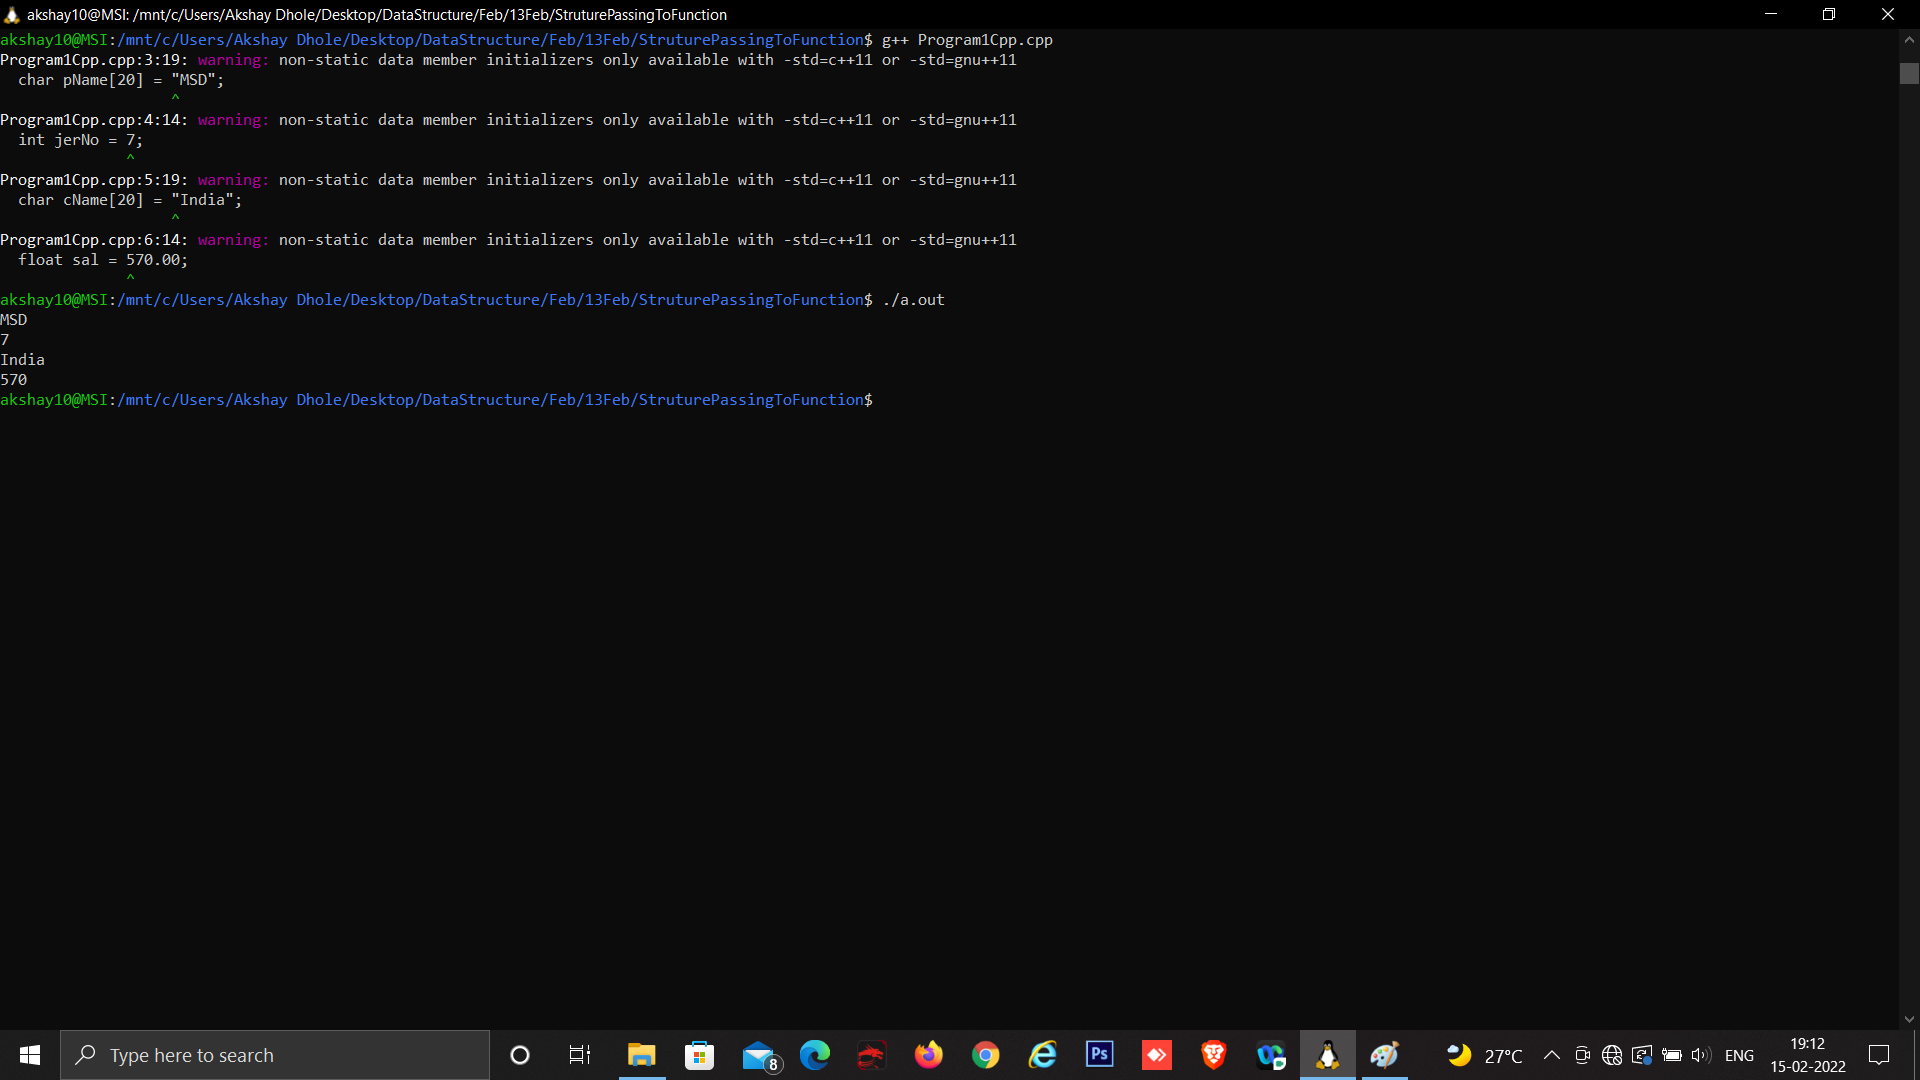 akshay10@MSI: /mnt/c/Users/Akshay Dhole/Desktop/DataStructure/Feb/13Feb/StruturePassingToFunction
akshay10@MSI:/mnt/c/Users/Akshay Dhole/Desktop/DataStructure/Feb/13Feb/StruturePassingToFunction$ g++ Program1Cpp.cpp
Program1Cpp.cpp:3:19: warning: non-static data member initializers only available with -std=c++11 or -std=gnu++11
  char pName[20] = "MSD";
                   ^
Program1Cpp.cpp:4:14: warning: non-static data member initializers only available with -std=c++11 or -std=gnu++11
  int jerNo = 7;
              ^
Program1Cpp.cpp:5:19: warning: non-static data member initializers only available with -std=c++11 or -std=gnu++11
  char cName[20] = "India";
                   ^
Program1Cpp.cpp:6:14: warning: non-static data member initializers only available with -std=c++11 or -std=gnu++11
  float sal = 570.00;
              ^
akshay10@MSI:/mnt/c/Users/Akshay Dhole/Desktop/DataStructure/Feb/13Feb/StruturePassingToFunction$ ./a.out
MSD
7
India
570
akshay10@MSI:/mnt/c/Users/Akshay Dhole/Desktop/DataStructure/Feb/13Feb/StruturePassingToFunction$
Type here to search
8
Ps
27°C
ENG
19:12
15-02-2022